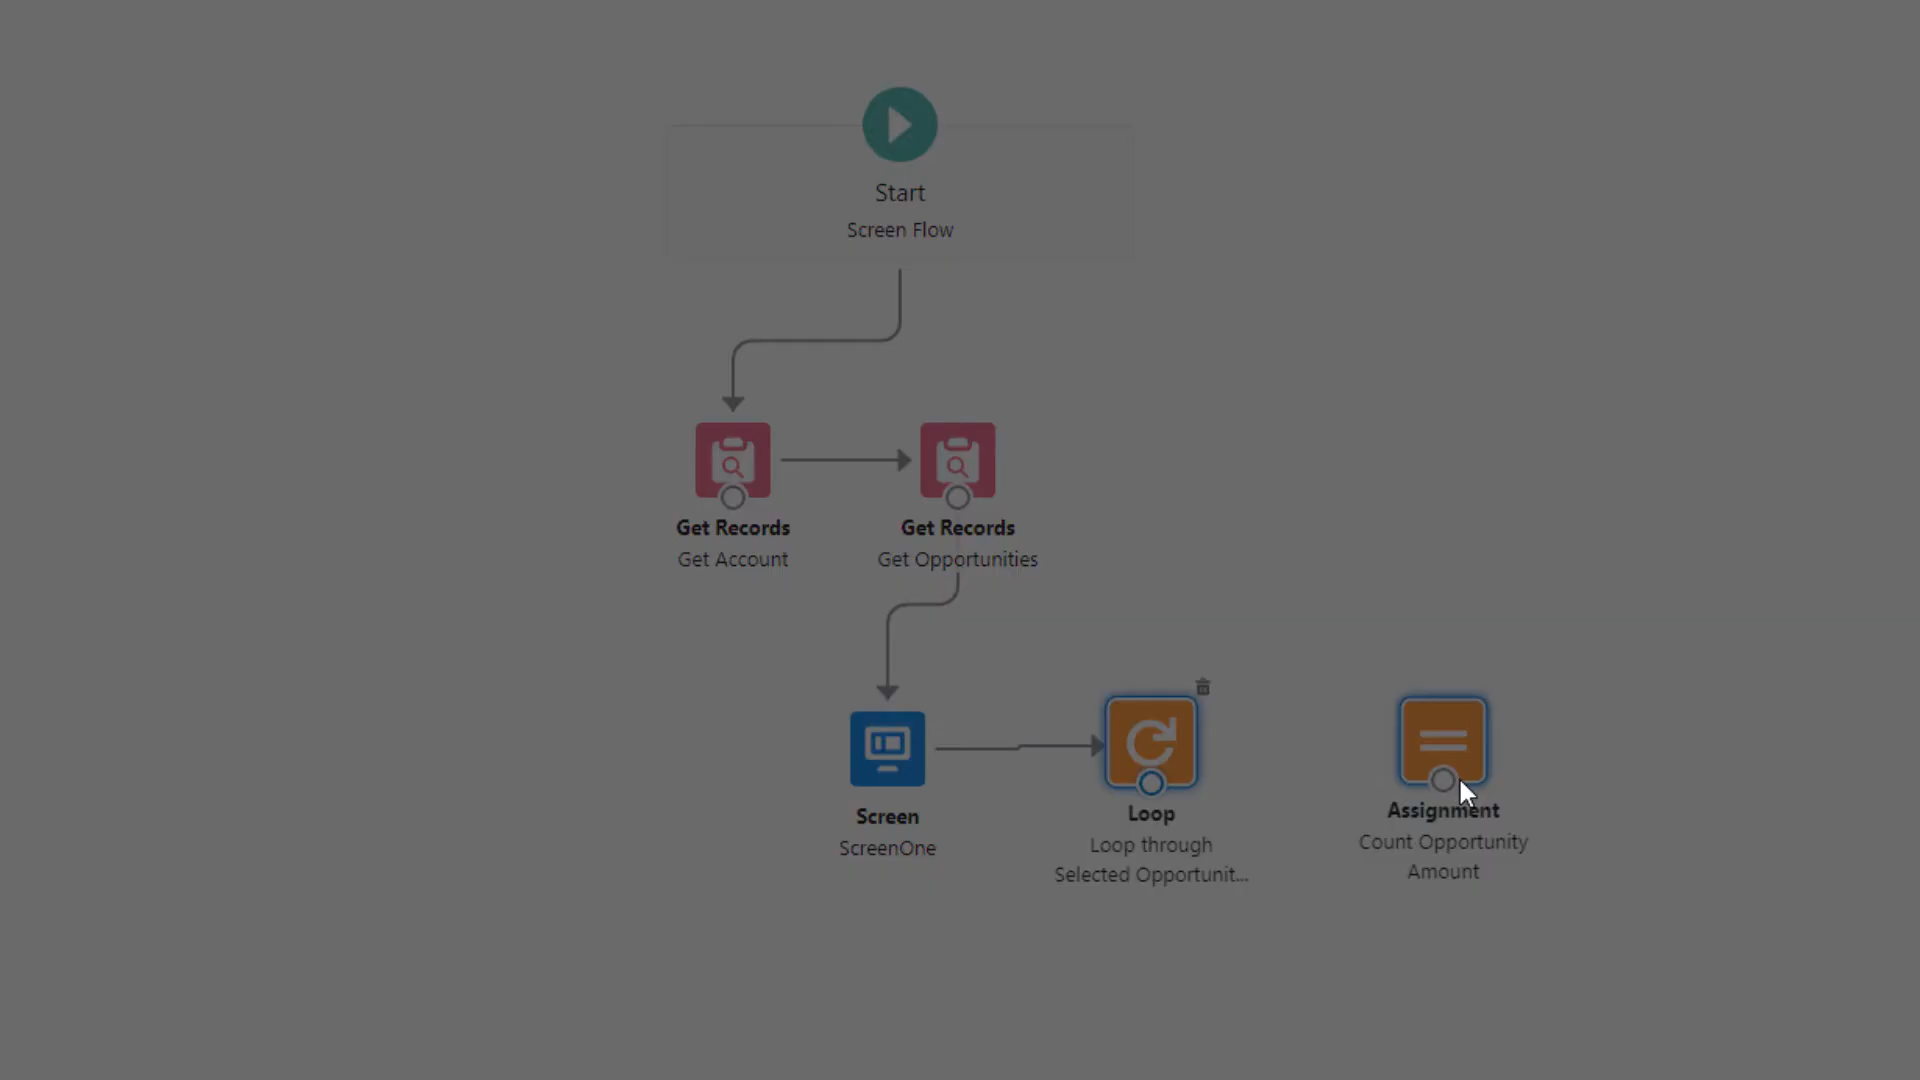 Start
Screen Flow
Get Records
Get Account
Get Records
Get Opportunities
Screen
ScreenOne
Loop
Loop through
Selected Opportunit...
Assignment
Count Opportunity
Amount